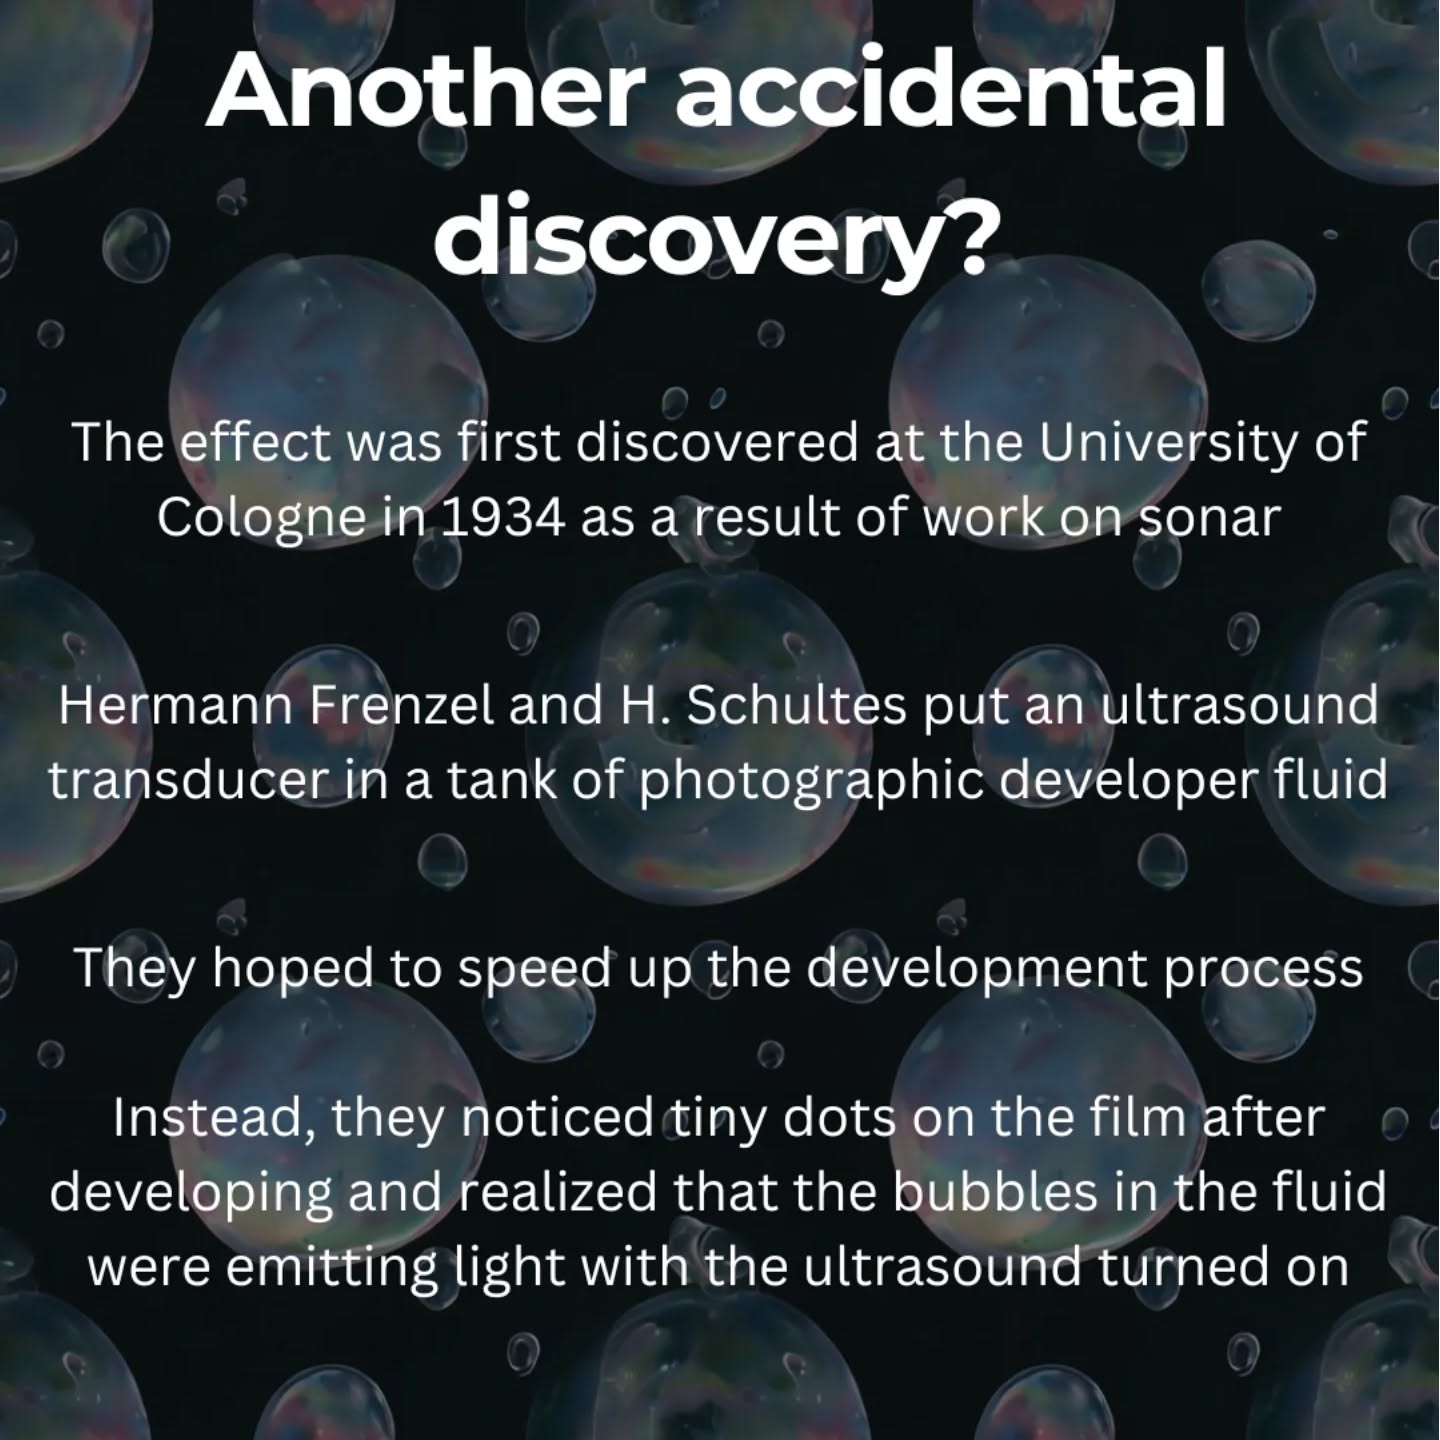 Another accidental
discovery?
The effect was first discovered at the University of
Cologne in 1934 as a result of work on sonar
Hermann Frenzel and H. Schultes put an ultrasound
transducer in a tank of photographic developer fluid
They hoped to speed up the development process
Instead, they noticed tiny dots on the film after
developing and realized that the bubbles in the fluid
were emitting light with the ultrasound turned on